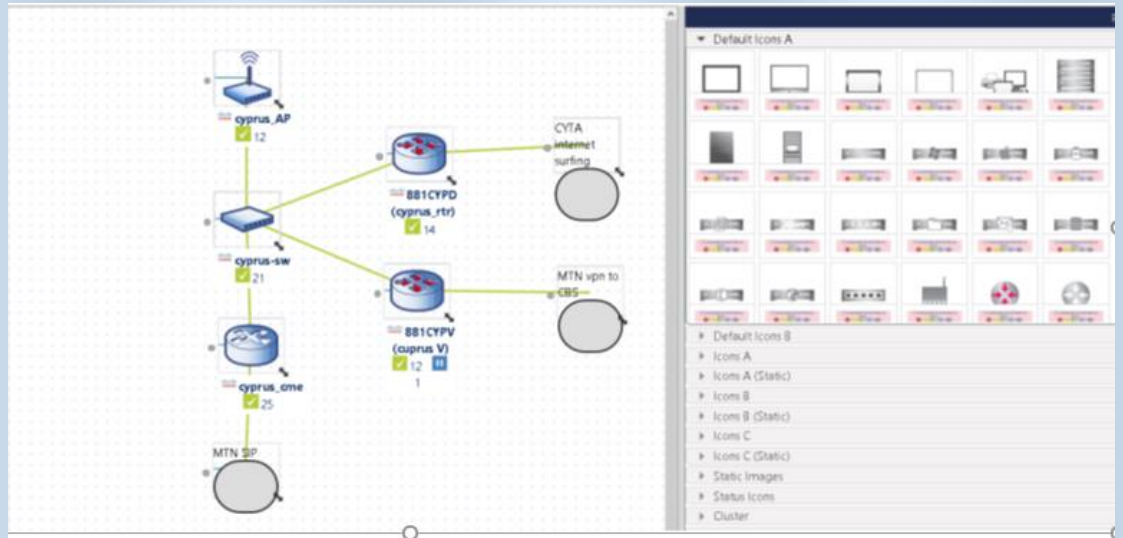 cyprus_AP
12
881CYPD
(cyprus_rtr)
14
CYTA
internet
surfing
cyprus-sw
21
881CYPV
(cuprus V)
12
1
MTN vpn to
CBS
cyprus_cme
25
MTN SIP
Default Icons A
Default Icons B
Icons A
Icons A (Static)
Icons B
Icons B (Static)
Icons C
Icons C (Static)
Static Images
Status Icons
Cluster